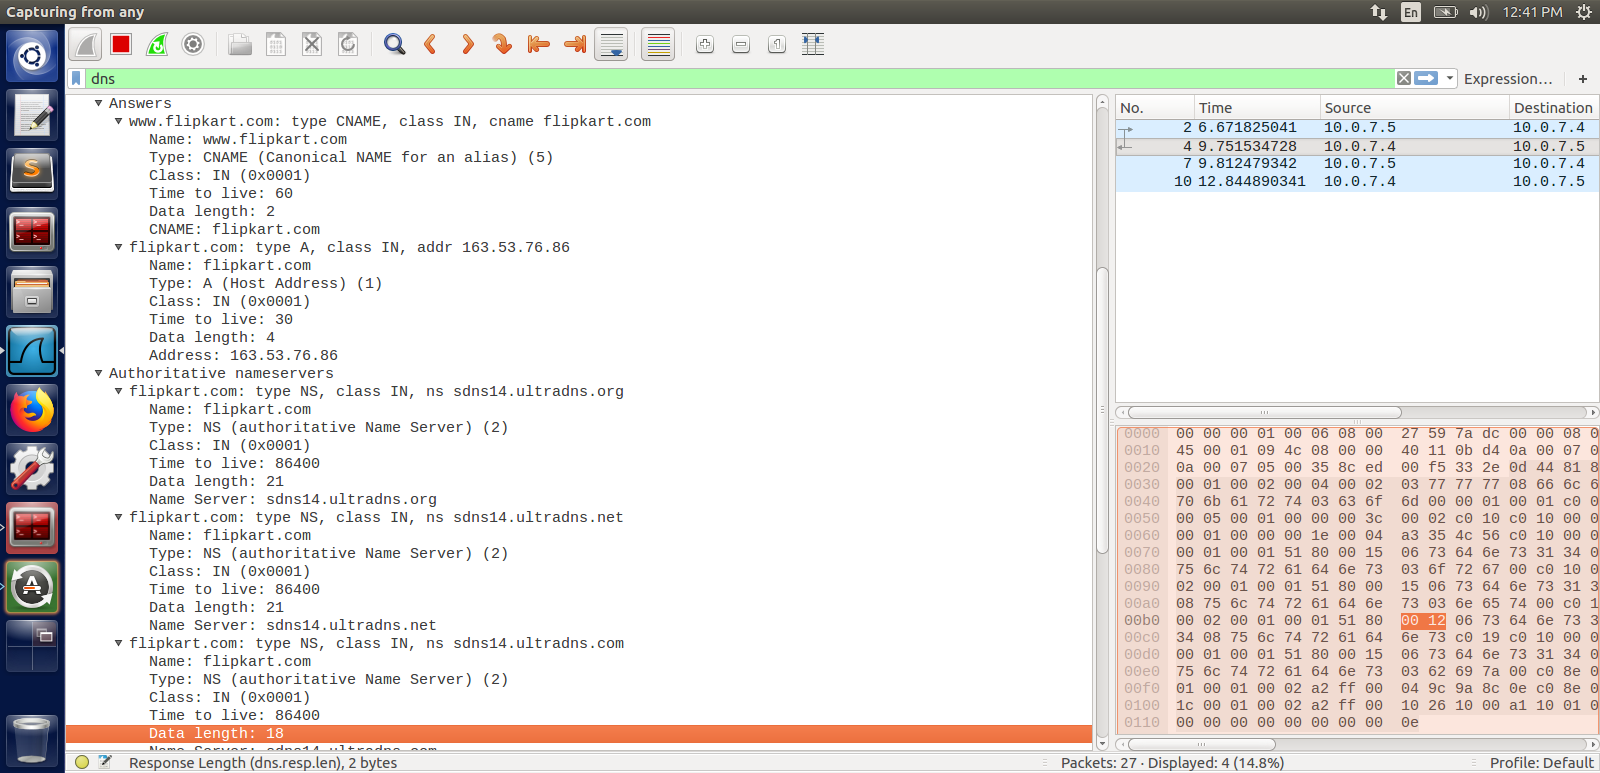 Capturing from any
En
12:41 PM
dns
Expression…
+
Answers
www.flipkart.com: type CNAME, class IN, cname flipkart.com
Name: www.flipkart.com
Type: CNAME (Canonical NAME for an alias) (5)
Class: IN (0x0001)
Time to live: 60
Data length: 2
CNAME: flipkart.com
flipkart.com: type A, class IN, addr 163.53.76.86
Name: flipkart.com
Type: A (Host Address) (1)
Class: IN (0x0001)
Time to live: 30
Data length: 4
Address: 163.53.76.86
Authoritative nameservers
flipkart.com: type NS, class IN, ns sdns14.ultradns.org
Name: flipkart.com
Type: NS (authoritative Name Server) (2)
Class: IN (0x0001)
Time to live: 86400
Data length: 21
Name Server: sdns14.ultradns.org
flipkart.com: type NS, class IN, ns sdns14.ultradns.net
Name: flipkart.com
Type: NS (authoritative Name Server) (2)
Class: IN (0x0001)
Time to live: 86400
Data length: 21
Name Server: sdns14.ultradns.net
flipkart.com: type NS, class IN, ns sdns14.ultradns.com
Name: flipkart.com
Type: NS (authoritative Name Server) (2)
Class: IN (0x0001)
Time to live: 86400
Data length: 18
Name Server: sdns14.ultradns.com
No. Time Source Destination
2 6.671825041 10.0.7.5 10.0.7.4
4 9.751534728 10.0.7.4 10.0.7.5
7 9.812479342 10.0.7.5 10.0.7.4
10 12.844890341 10.0.7.4 10.0.7.5
0000 00 00 00 01 00 06 08 00 27 59 7a dc 00 00 08 0
0010 45 00 01 09 4c 08 00 00 40 11 0b d4 0a 00 07 0
0020 0a 00 07 05 00 35 8c ed 00 f5 33 2e 0d 44 81 8
0030 00 01 00 02 00 04 00 02 03 77 77 77 08 66 6c 6
0040 70 6b 61 72 74 03 63 6f 6d 00 00 01 00 01 c0 0
0050 00 05 00 01 00 00 00 3c 00 02 c0 10 c0 10 00 0
0060 00 01 00 00 00 1e 00 04 a3 35 4c 56 c0 10 00 0
0070 00 01 00 01 51 80 00 15 06 73 64 6e 73 31 34 0
0080 75 6c 74 72 61 64 6e 73 03 6f 72 67 00 c0 10 0
0090 02 00 01 00 01 51 80 00 15 06 73 64 6e 73 31 3
00a0 08 75 6c 74 72 61 64 6e 73 03 6e 65 74 00 c0 1
00b0 00 02 00 01 00 01 51 80 00 12 06 73 64 6e 73 3
00c0 34 08 75 6c 74 72 61 64 6e 73 c0 19 c0 10 00 0
00d0 00 01 00 01 51 80 00 15 06 73 64 6e 73 31 34 0
00e0 75 6c 74 72 61 64 6e 73 03 62 69 7a 00 c0 8e 0
00f0 01 00 01 00 02 a2 ff 00 04 9c 9a 8c 0e c0 8e 0
0100 1c 00 01 00 02 a2 ff 00 10 26 10 00 a1 10 01 0
0110 00 00 00 00 00 00 00 00 0e
Response Length (dns.resp.len), 2 bytes
Packets: 27 · Displayed: 4 (14.8%)
Profile: Default